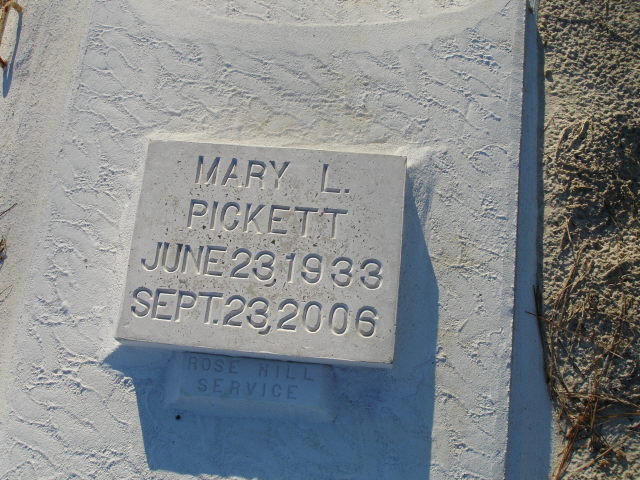 MARY L.
PICKETT
JUNE 23, 1933
SEPT. 23, 2006
ROSE HILL
SERVICE